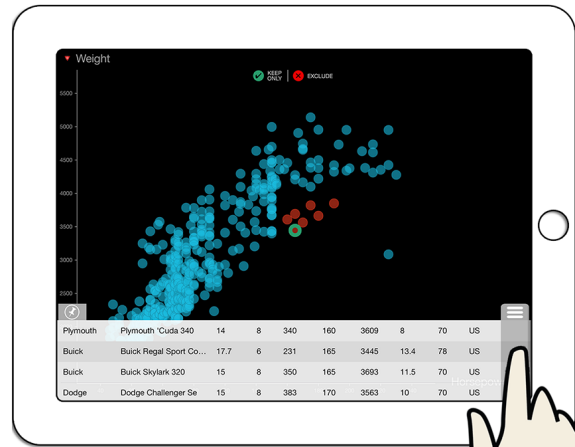 Weight
KEEP ONLY
EXCLUDE
5500
5000
4500
4000
3500
3000
2500
Plymouth Plymouth 'Cuda 340 14 8 340 160 3609 8 70 US
Buick Buick Regal Sport Co... 17.7 6 231 165 3445 13.4 78 US
Buick Buick Skylark 320 15 8 350 165 3693 11.5 70 US
Dodge Dodge Challenger Se 15 8 383 170 3563 10 70 US